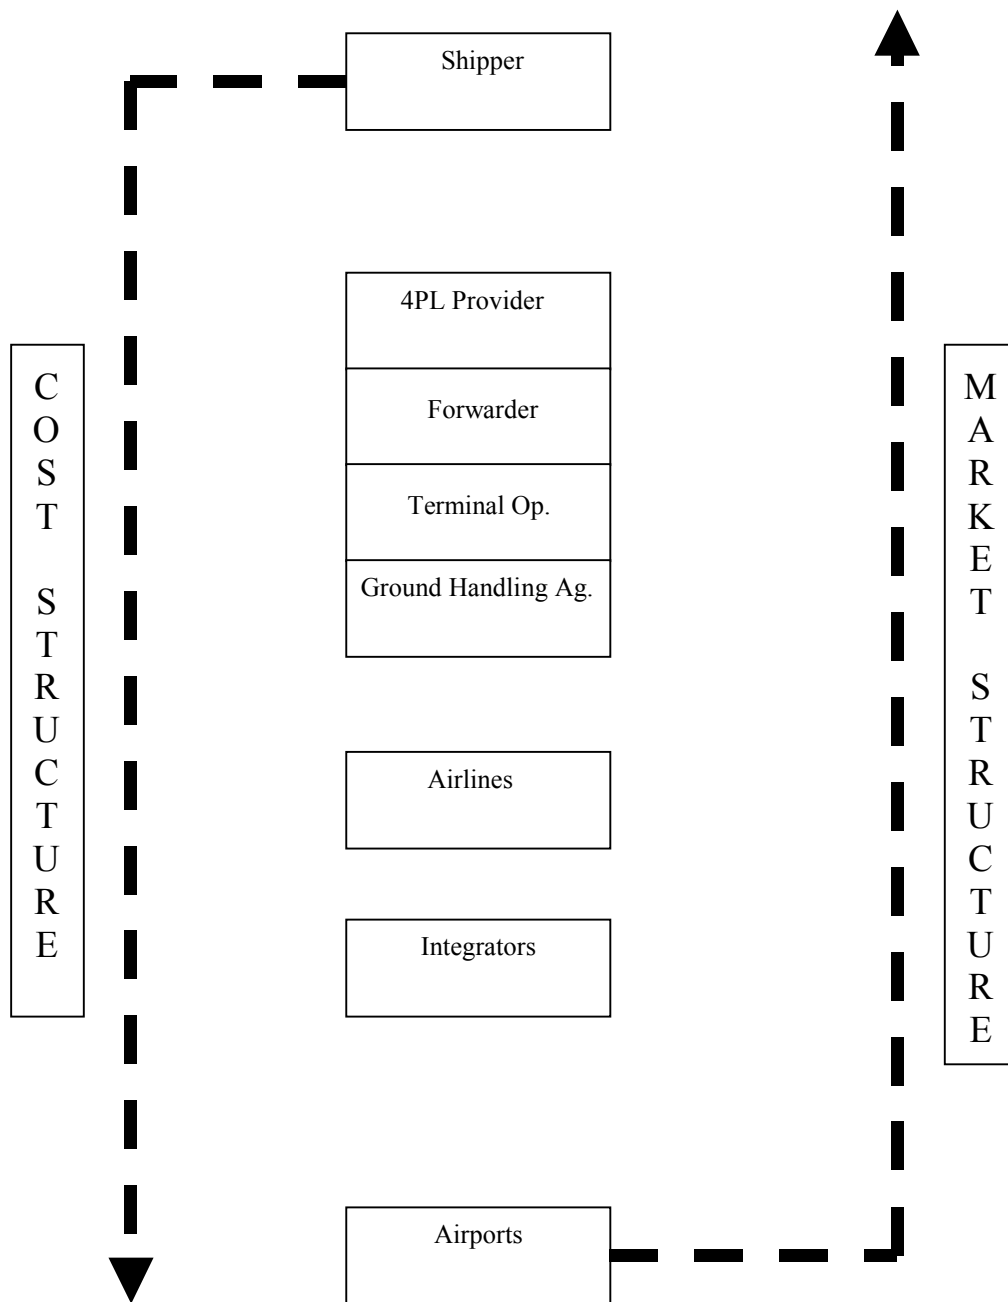 Shipper
4PL Provider
Forwarder
Terminal Op.
Ground Handling Ag.
Airlines
Integrators
Airports
COST STRUCTURE
MARKET STRUCTURE